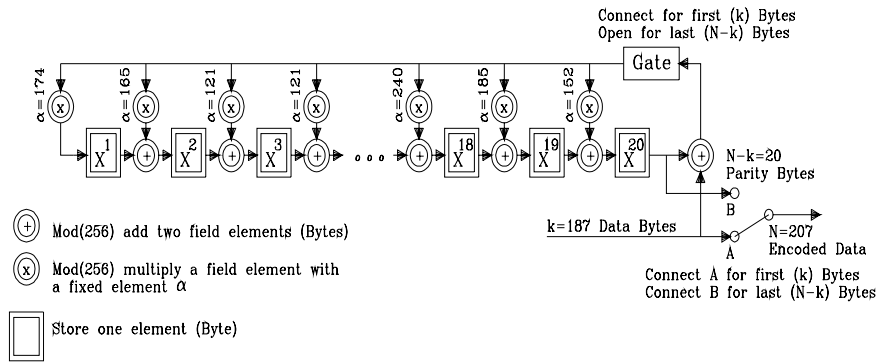 Connect for first (k) Bytes
Open for last (N-k) Bytes
Gate
α=174
α=165
α=121
α=121
α=240
α=185
α=152
x x x x x x x
X1 + X2 + X3 + o o o + X18 + X19 + X20 +
N-k=20
Parity Bytes
B
k=187 Data Bytes
A
N=207
Encoded Data
Connect A for first (k) Bytes
Connect B for last (N-k) Bytes
+ Mod(256) add two field elements (Bytes)
x Mod(256) multiply a field element with
a fixed element α
Store one element (Byte)